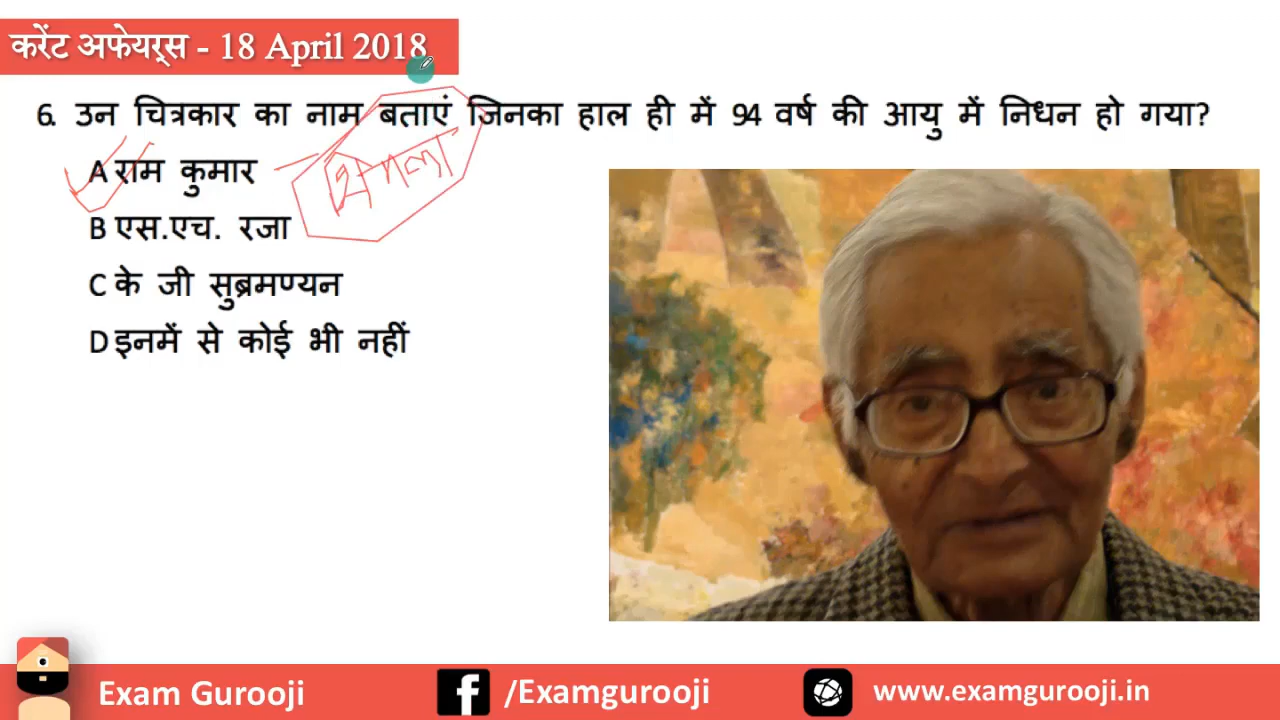 करेंट अफेयर्स - 18 April 2018
6. उन चित्रकार का नाम बताएं जिनका हाल ही में 94 वर्ष की आयु में निधन हो गया?
A राम कुमार
B एस.एच. रजा
C के जी सुब्रमण्यन
D इनमें से कोई भी नहीं
Exam Gurooji
/Examgurooji
www.examgurooji.in